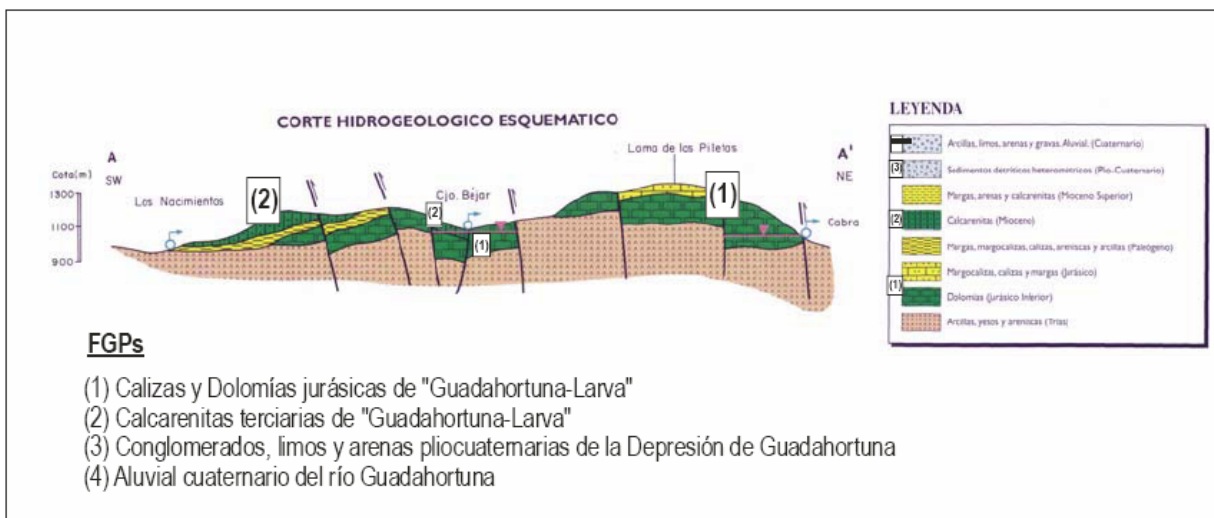 CORTE HIDROGEOLOGICO ESQUEMATICO
A
SW
Cota(m)
1300
1100
900
Los Nacimientos
(2)
Cjo. Béjar
(2)
(1)
Loma de los Piletas
(1)
A'
NE
Cabra
LEYENDA
Arcillas, limos, arenas y gravas. Aluvial. (Cuaternario)
(3) Sedimentos detríticos heterométricos (Plio-Cuaternario)
Margas, arenas y calcarenitas (Mioceno Superior)
(2) Calcarenitas (Mioceno)
Margas, margocalizas, calizas, areniscas y arcillas (Paleógeno)
Margocalizas, calizas y margas (Jurásico)
(1)
Dolomías (Jurásico Inferior)
Arcillas, yesos y areniscas (Trías)
FGPs
(1) Calizas y Dolomías jurásicas de "Guadahortuna-Larva"
(2) Calcarenitas terciarias de "Guadahortuna-Larva"
(3) Conglomerados, limos y arenas pliocuaternarias de la Depresión de Guadahortuna
(4) Aluvial cuaternario del río Guadahortuna